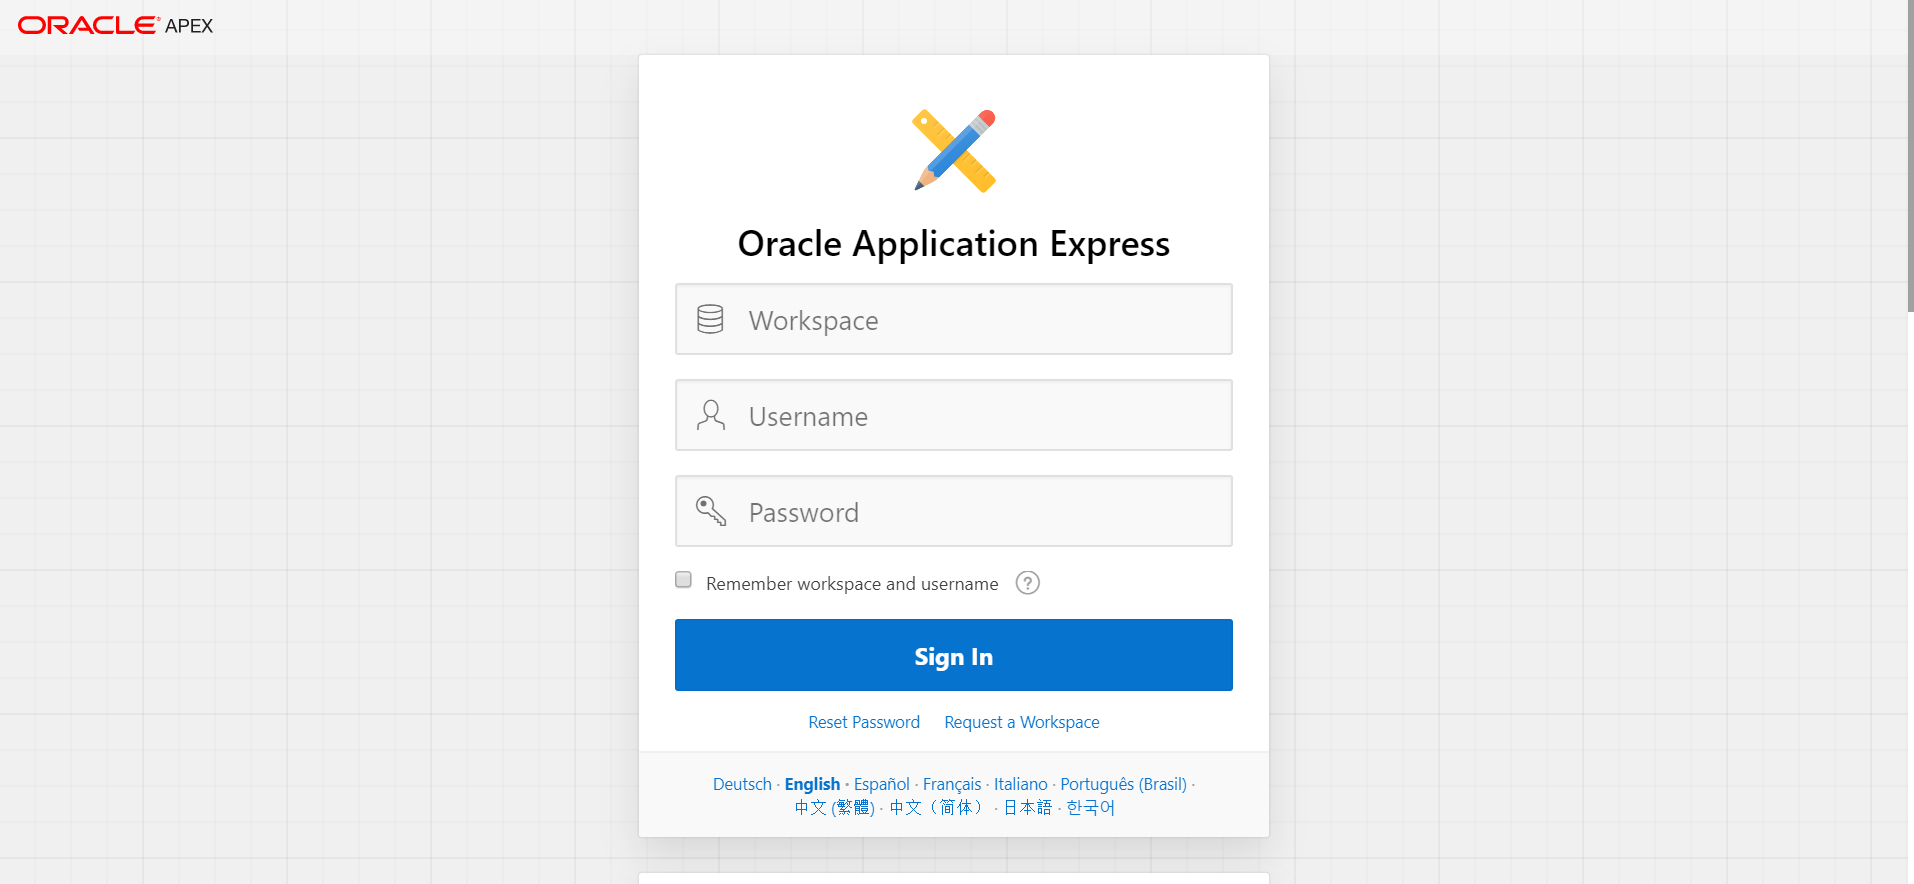 ORACLE® APEX
Oracle Application Express
Workspace
Username
Password
Remember workspace and username ?
Sign In
Reset Password Request a Workspace
Deutsch · English · Español · Français · Italiano · Português (Brasil) ·
中文 (繁體) · 中文（简体） · 日本語 · 한국어